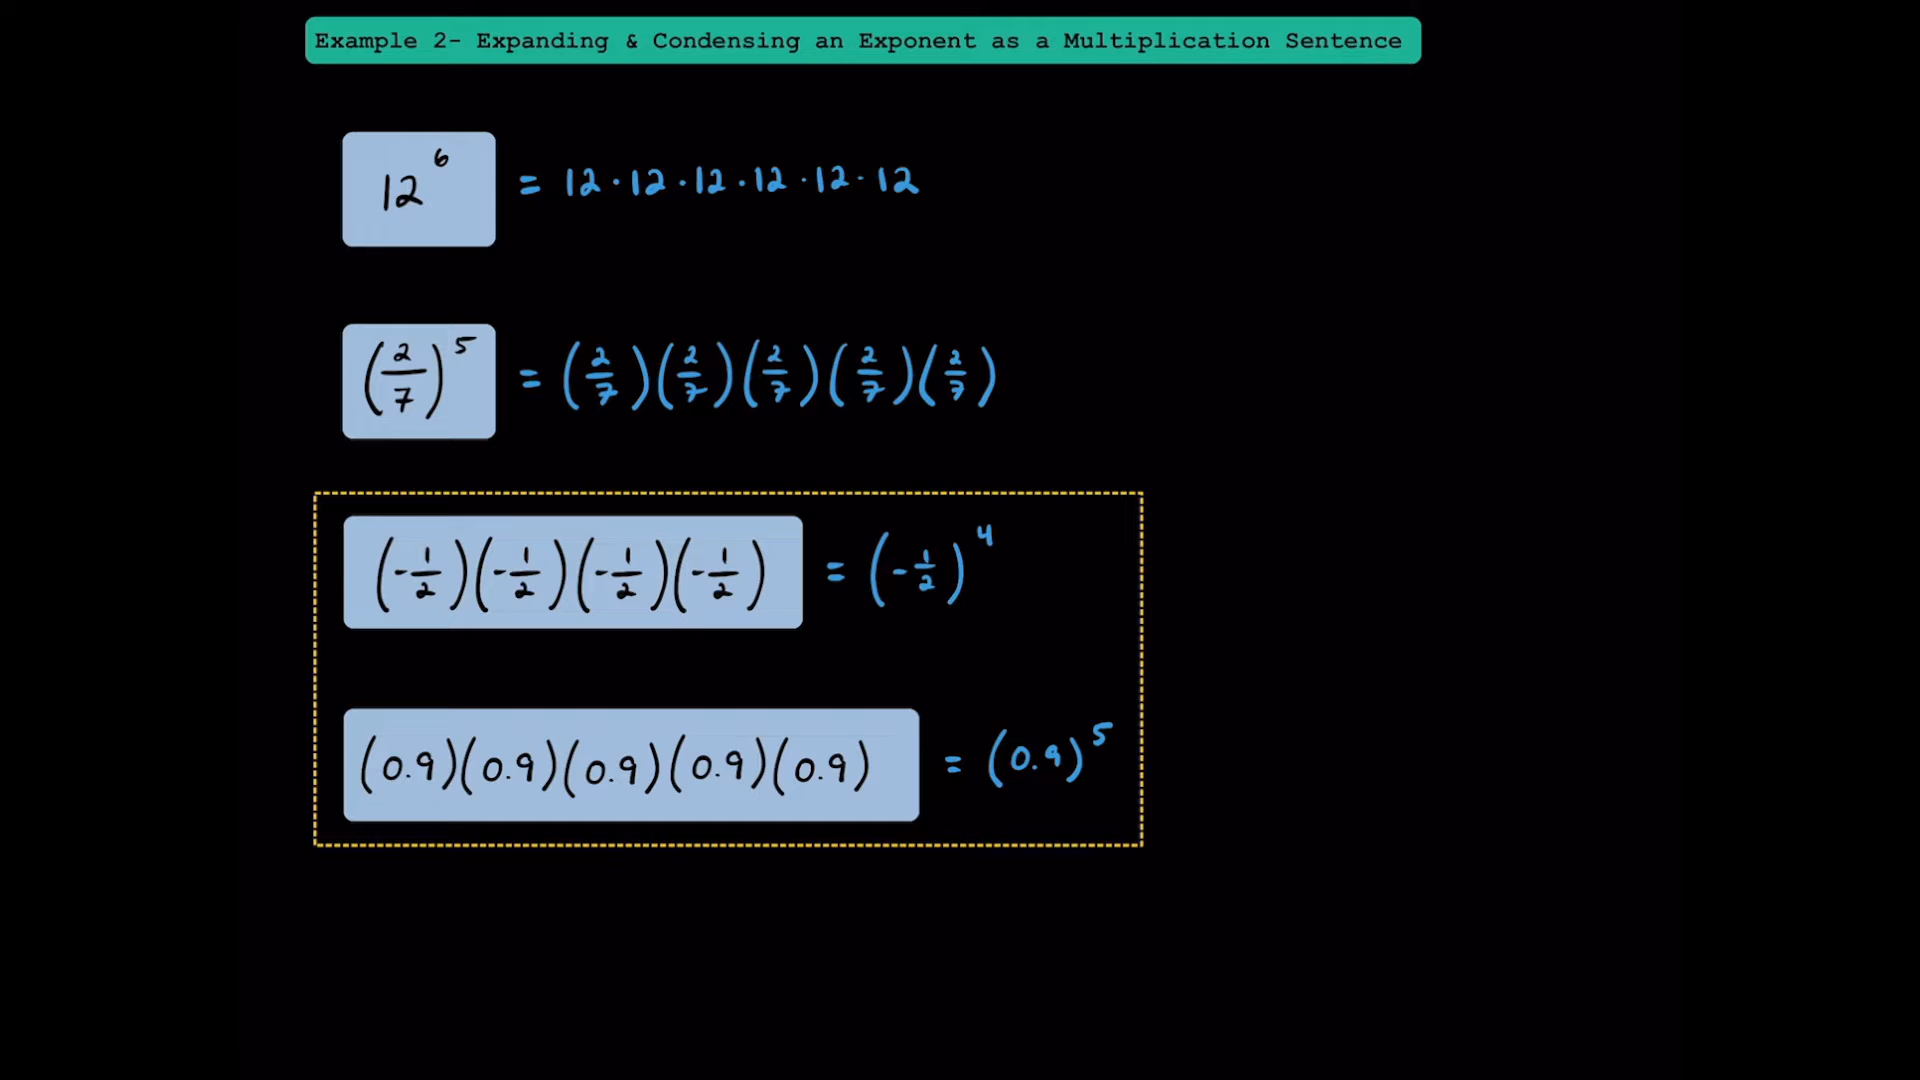 Example 2- Expanding & Condensing an Exponent as a Multiplication Sentence
12^6 = 12 · 12 · 12 · 12 · 12 · 12
(2/7)^5 = (2/7)(2/7)(2/7)(2/7)(2/7)
(-1/2)(-1/2)(-1/2)(-1/2) = (-1/2)^4
(0.9)(0.9)(0.9)(0.9)(0.9) = (0.9)^5